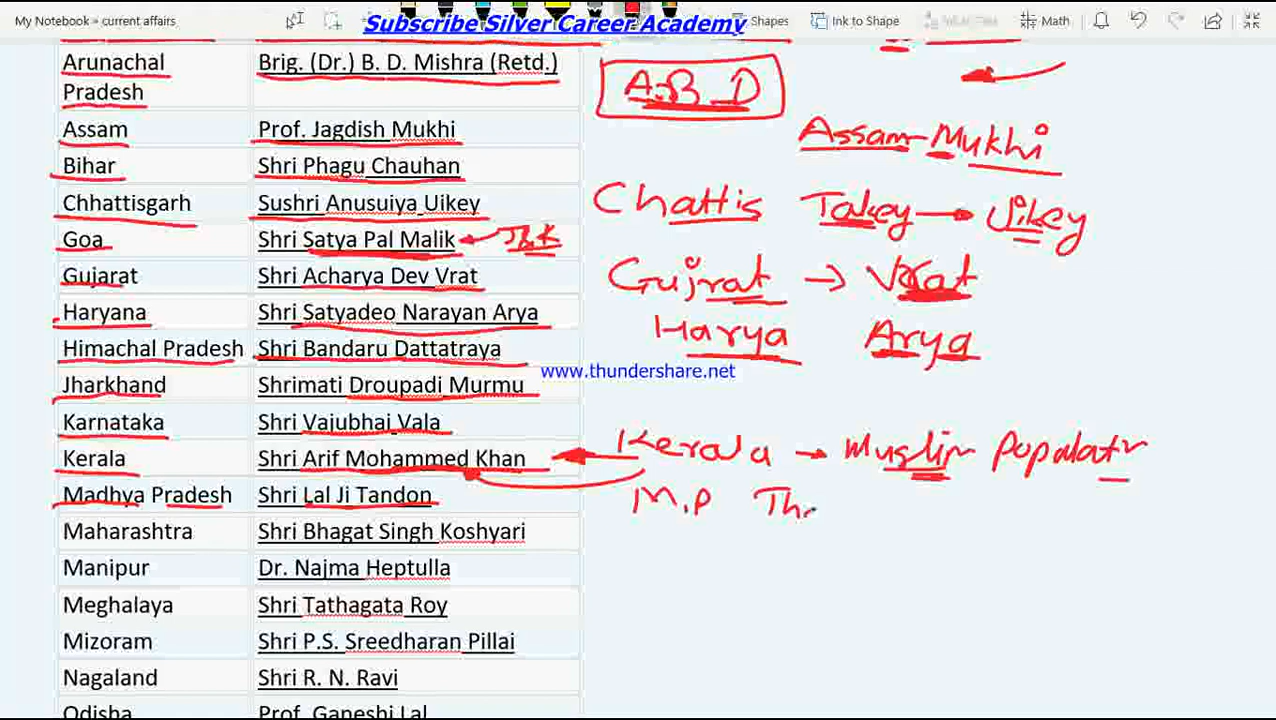 My Notebook » current affairs
Subscribe Silver Career Academy
Shapes
Ink to Shape
Math
Arunachal Pradesh Brig. (Dr.) B. D. Mishra (Retd.)
A.B.D
Assam Prof. Jagdish Mukhi
Assam Mukhi
Bihar Shri Phagu Chauhan
Chhattisgarh Sushri Anusuiya Uikey
Chattis Takey → Uikey
Goa Shri Satya Pal Malik
J&K
Gujarat Shri Acharya Dev Vrat
Gujrat → Vrat
Haryana Shri Satyadeo Narayan Arya
Harya Arya
Himachal Pradesh Shri Bandaru Dattatraya
www.thundershare.net
Jharkhand Shrimati Droupadi Murmu
Karnataka Shri Vajubhai Vala
Kerala Shri Arif Mohammed Khan
Kerala → Muslim
Madhya Pradesh Shri Lal Ji Tandon
M.P Th
Maharashtra Shri Bhagat Singh Koshyari
Manipur Dr. Najma Heptulla
Meghalaya Shri Tathagata Roy
Mizoram Shri P.S. Sreedharan Pillai
Nagaland Shri R. N. Ravi
Odisha Prof. Ganeshi Lal